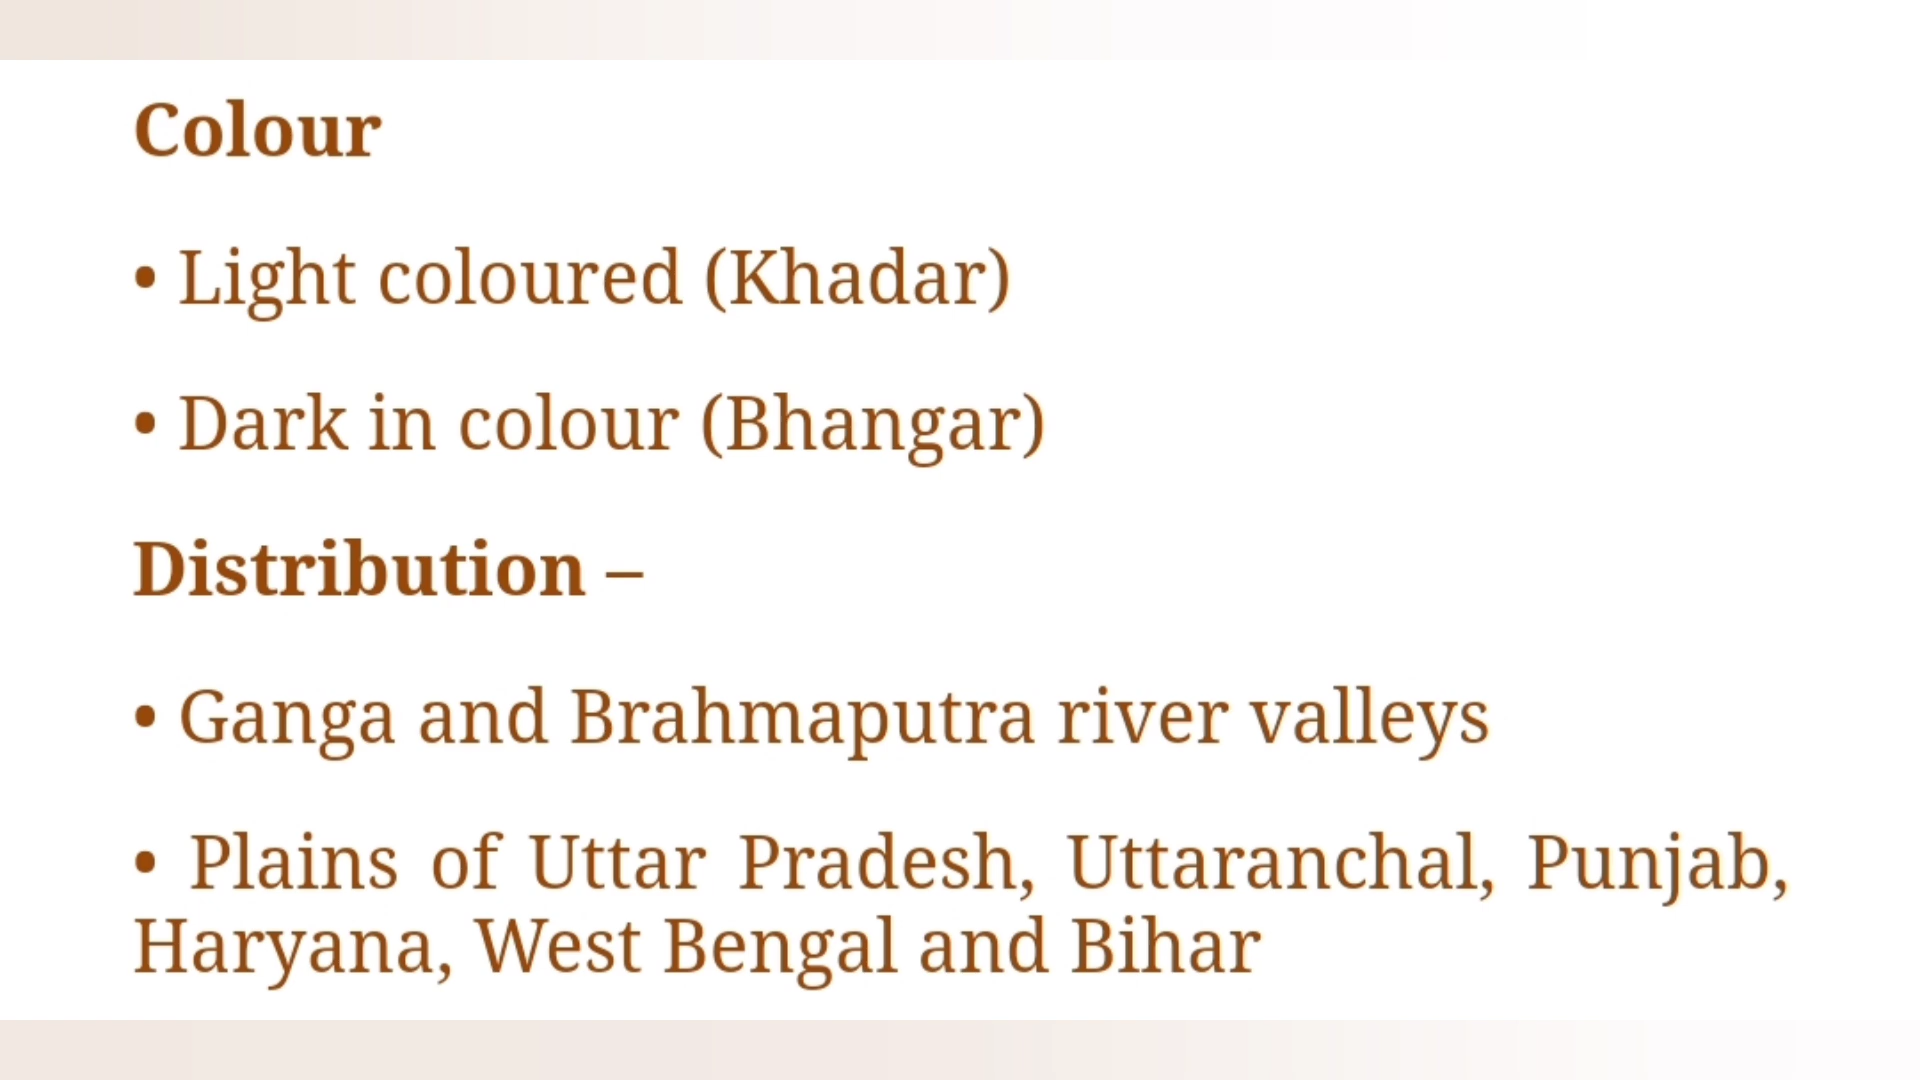 Colour
• Light coloured (Khadar)
• Dark in colour (Bhangar)
Distribution –
• Ganga and Brahmaputra river valleys
• Plains of Uttar Pradesh, Uttaranchal, Punjab,
Haryana, West Bengal and Bihar